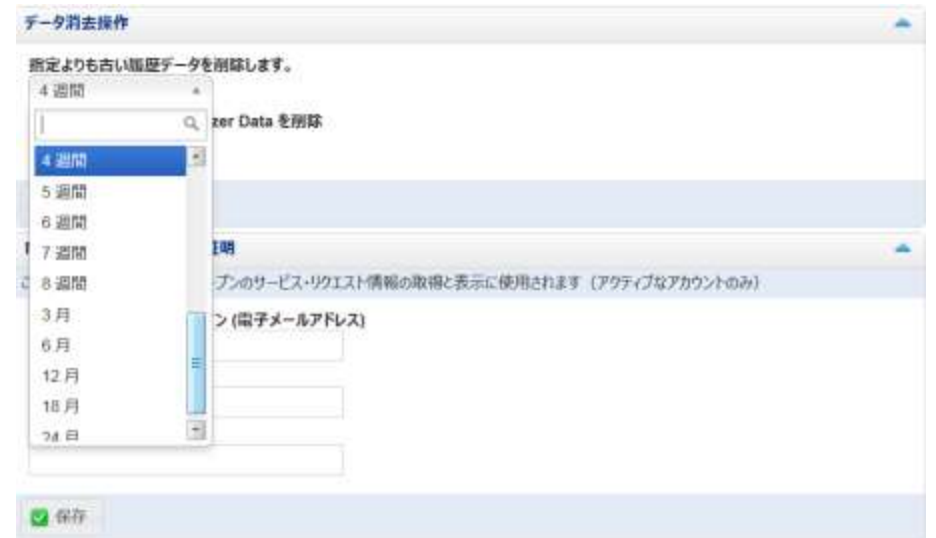 データ消去操作
指定よりも古い履歴データを削除します。
4 週間
zer Data を削除
4 週間
5 週間
6 週間
7 週間
証明
8 週間
プンのサービス・リクエスト情報の取得と表示に使用されます（アクティブなアカウントのみ）
3 月
ン (電子メールアドレス)
6 月
12 月
18 月
24 月
保存